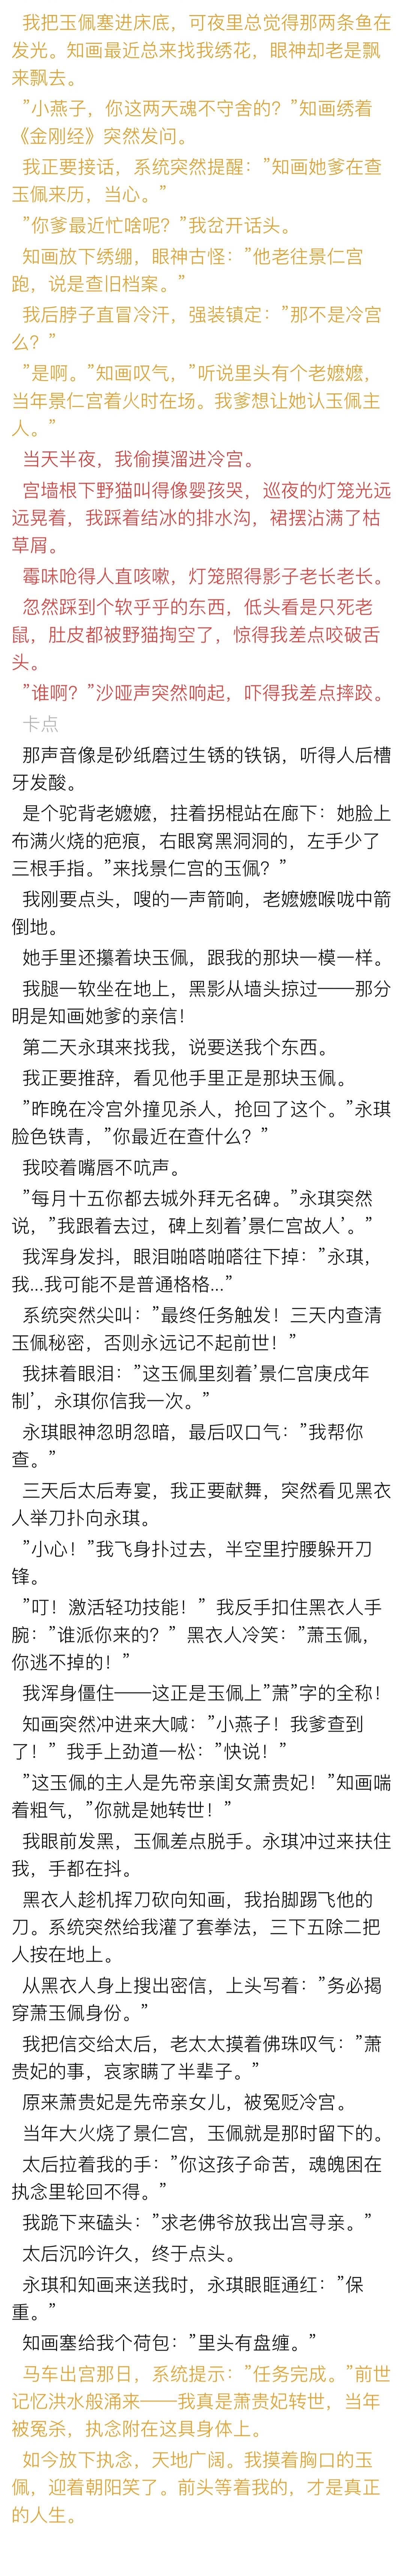 我把玉佩塞进床底，可夜里总觉得那两条鱼在
发光。知画最近总来找我绣花，眼神却老是飘
来飘去。
”小燕子，你这两天魂不守舍的？”知画绣着
《金刚经》突然发问。
我正要接话，系统突然提醒：”知画她爹在查
玉佩来历，当心。”
”你爹最近忙啥呢？”我岔开话头。
知画放下绣绷，眼神古怪：”他老往景仁宫
跑，说是查旧档案。”
我后脖子直冒冷汗，强装镇定：”那不是冷宫
么？”
”是啊。”知画叹气，”听说里头有个老嬷嬷，
当年景仁宫着火时在场。我爹想让她认玉佩主
人。”
当天半夜，我偷摸溜进冷宫。
宫墙根下野猫叫得像婴孩哭，巡夜的灯笼光远
远晃着，我踩着结冰的排水沟，裙摆沾满了枯
草屑。
霉味呛得人直咳嗽，灯笼照得影子老长老长。
忽然踩到个软乎乎的东西，低头看是只死老
鼠，肚皮都被野猫掏空了，惊得我差点咬破舌
头。
”谁啊？”沙哑声突然响起，吓得我差点摔跤。
卡点
那声音像是砂纸磨过生锈的铁锅，听得人后槽
牙发酸。
是个驼背老嬷嬷，拄着拐棍站在廊下：她脸上
布满火烧的疤痕，右眼窝黑洞洞的，左手少了
三根手指。”来找景仁宫的玉佩？”
我刚要点头，嗖的一声箭响，老嬷嬷喉咙中箭
倒地。
她手里还攥着块玉佩，跟我的那块一模一样。
我腿一软坐在地上，黑影从墙头掠过——那分
明是知画她爹的亲信！
第二天永琪来找我，说要送我个东西。
我正要推辞，看见他手里正是那块玉佩。
”昨晚在冷宫外撞见杀人，抢回了这个。”永琪
脸色铁青，”你最近在查什么？”
我咬着嘴唇不吭声。
”每月十五你都去城外拜无名碑。”永琪突然
说，”我跟着去过，碑上刻着’景仁宫故人’。”
我浑身发抖，眼泪啪嗒啪嗒往下掉：”永琪，
我...我可能不是普通格格...”
系统突然尖叫：”最终任务触发！三天内查清
玉佩秘密，否则永远记不起前世！”
我抹着眼泪：”这玉佩里刻着’景仁宫庚戌年
制’，永琪你信我一次。”
永琪眼神忽明忽暗，最后叹口气：”我帮你
查。”
三天后太后寿宴，我正要献舞，突然看见黑衣
人举刀扑向永琪。
”小心！”我飞身扑过去，半空里拧腰躲开刀
锋。
”叮！激活轻功技能！” 我反手扣住黑衣人手
腕：”谁派你来的？” 黑衣人冷笑：”萧玉佩，
你逃不掉的！”
我浑身僵住——这正是玉佩上”萧”字的全称！
知画突然冲进来大喊：”小燕子！我爹查到
了！” 我手上劲道一松：”快说！”
”这玉佩的主人是先帝亲闺女萧贵妃！”知画喘
着粗气，”你就是她转世！”
我眼前发黑，玉佩差点脱手。永琪冲过来扶住
我，手都在抖。
黑衣人趁机挥刀砍向知画，我抬脚踢飞他的
刀。系统突然给我灌了套拳法，三下五除二把
人按在地上。
从黑衣人身上搜出密信，上头写着：”务必揭
穿萧玉佩身份。”
我把信交给太后，老太太摸着佛珠叹气：”萧
贵妃的事，哀家瞒了半辈子。”
原来萧贵妃是先帝亲女儿，被冤贬冷宫。
当年大火烧了景仁宫，玉佩就是那时留下的。
太后拉着我的手：”你这孩子命苦，魂魄困在
执念里轮回不得。”
我跪下来磕头：”求老佛爷放我出宫寻亲。”
太后沉吟许久，终于点头。
永琪和知画来送我时，永琪眼眶通红：”保
重。”
知画塞给我个荷包：”里头有盘缠。”
马车出宫那日，系统提示：”任务完成。”前世
记忆洪水般涌来——我真是萧贵妃转世，当年
被冤杀，执念附在这具身体上。
如今放下执念，天地广阔。我摸着胸口的玉
佩，迎着朝阳笑了。前头等着我的，才是真正
的人生。